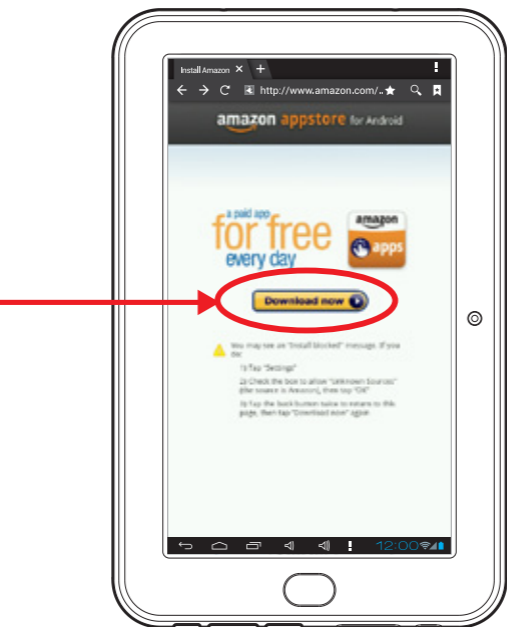 Install Amazon × +
http://www.amazon.com/..
amazon appstore for Android
a paid app
for free
every day
amazon
apps
Download now
You may see an "Install blocked" message. If you
do:
1) Tap "Settings"
2) Check the box to allow "Unknown Sources"
(the source is Amazon), then tap "OK"
3) Tap the back button twice to return to this
page, then tap "Download now" again
12:00